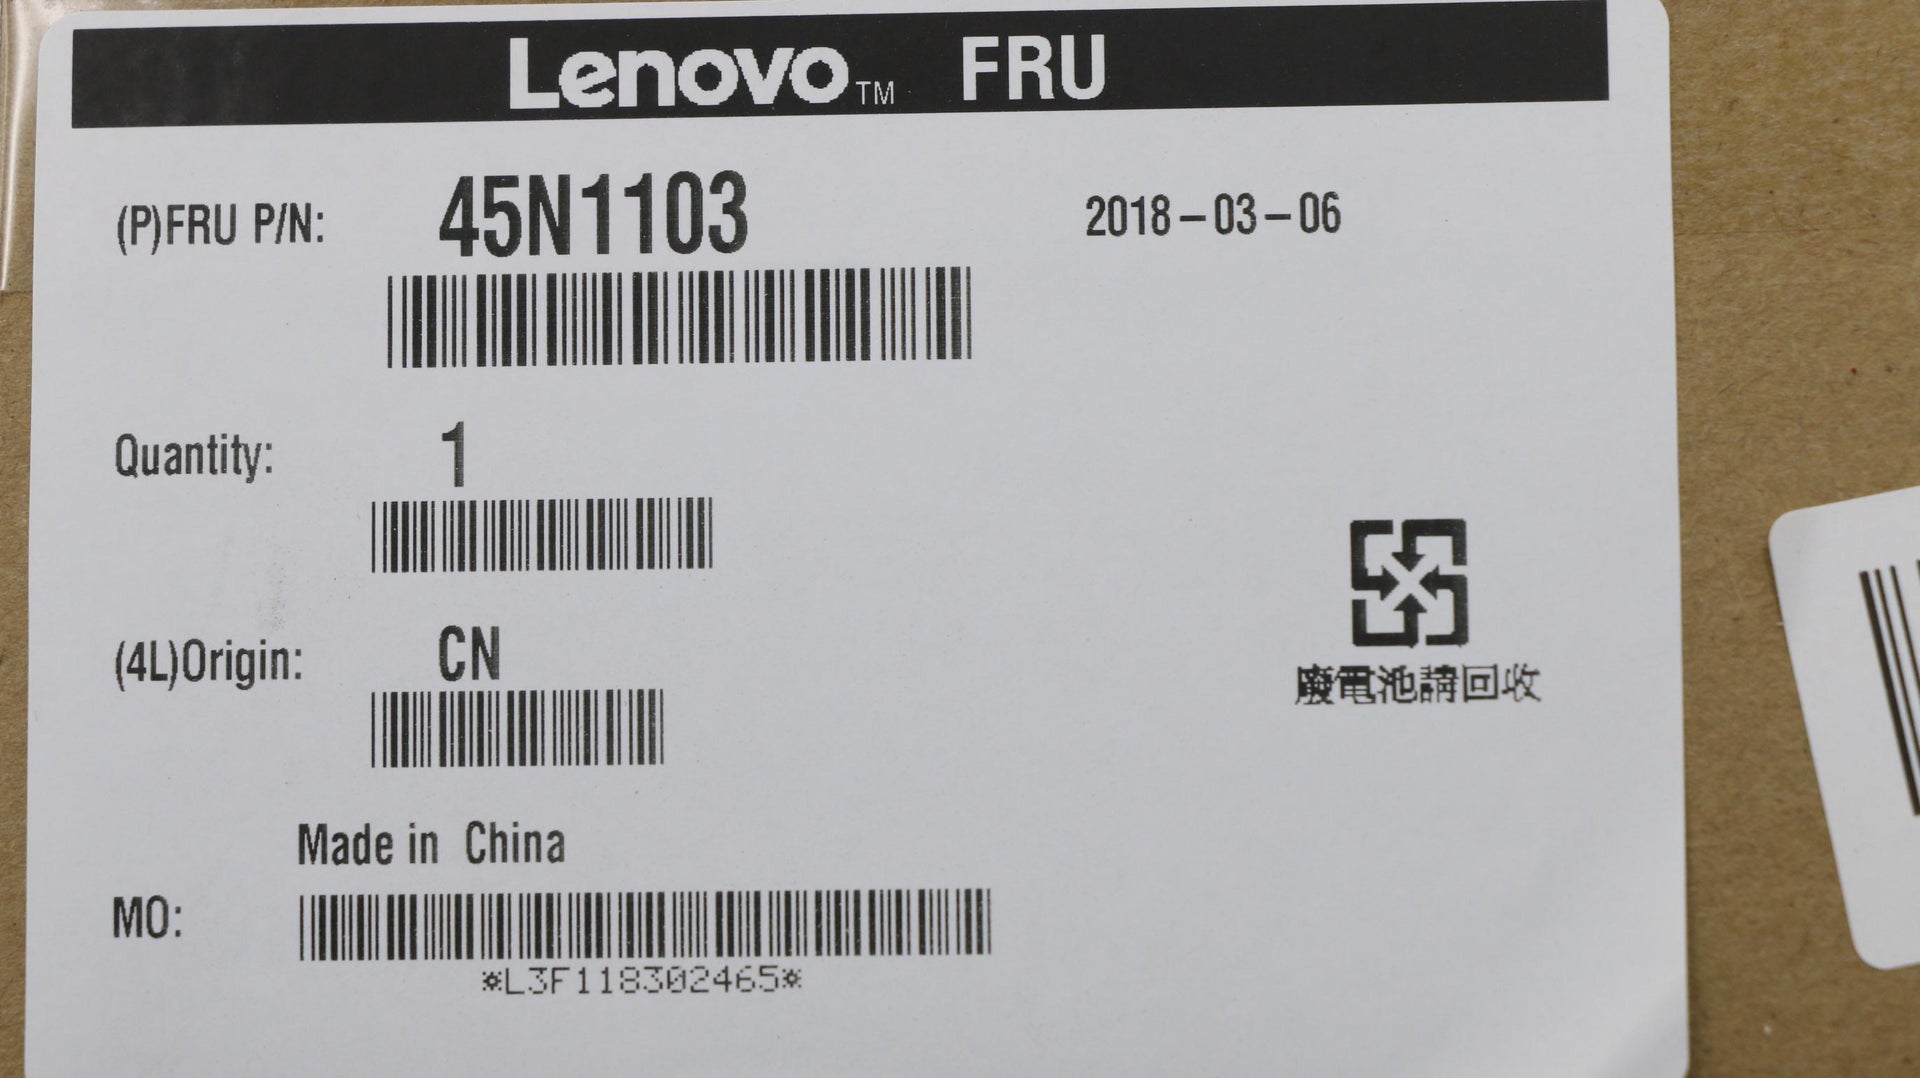 Lenovo™ FRU
(P)FRU P/N: 45N1103 2018-03-06
Quantity: 1
(4L)Origin: CN
廢電池請回收
Made in China
MO:
*L3F118302465*